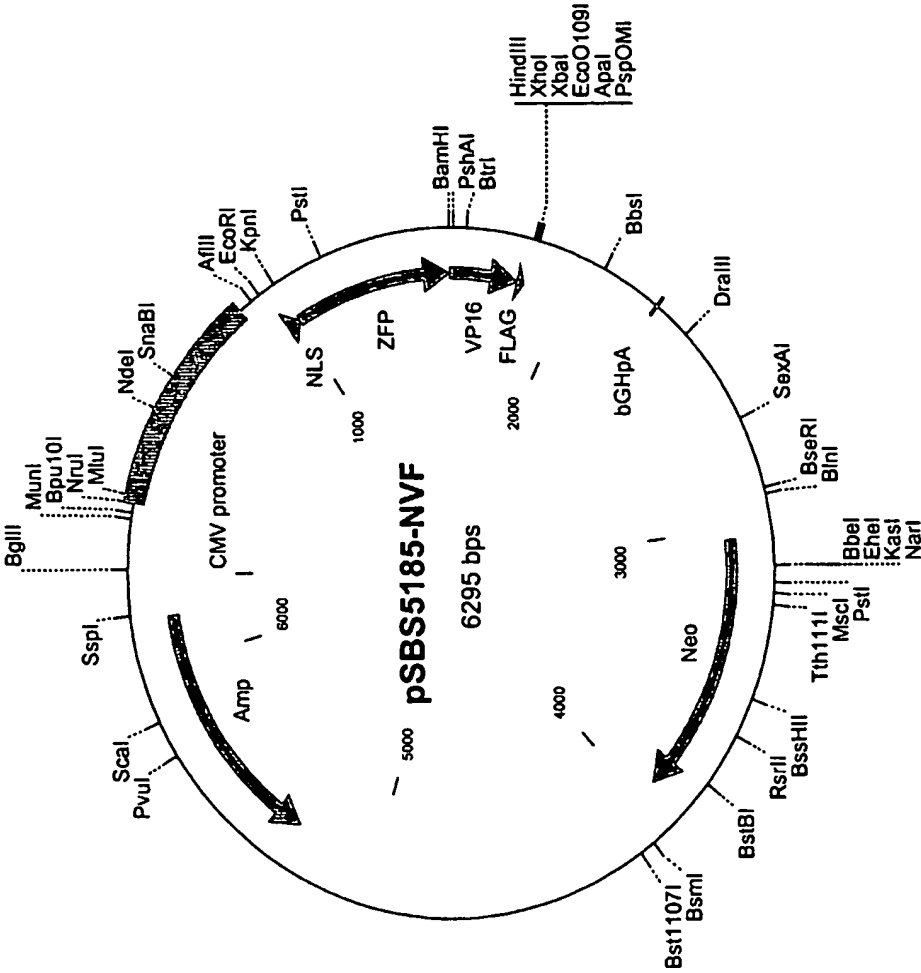 pSBS5185-NVF
6295 bps
BglII
MunI
Bpu10I
NruI
MluI
NdeI
SnaBI
AflII
EcoRI
KpnI
PstI
BamHI
PshAI
BtrI
HindIII
XhoI
XbaI
EcoO109I
ApaI
PspOMI
BbsI
DraIII
SexAI
BseRI
BlnI
BbeI
EheI
KasI
NarI
PstI
MscI
Tth111I
BssHII
RsrII
BstBI
BsmI
Bst1107I
PvuI
ScaI
SspI
CMV promoter
NLS
ZFP
VP16
FLAG
bGHpA
Neo
Amp
1000
2000
3000
4000
5000
6000